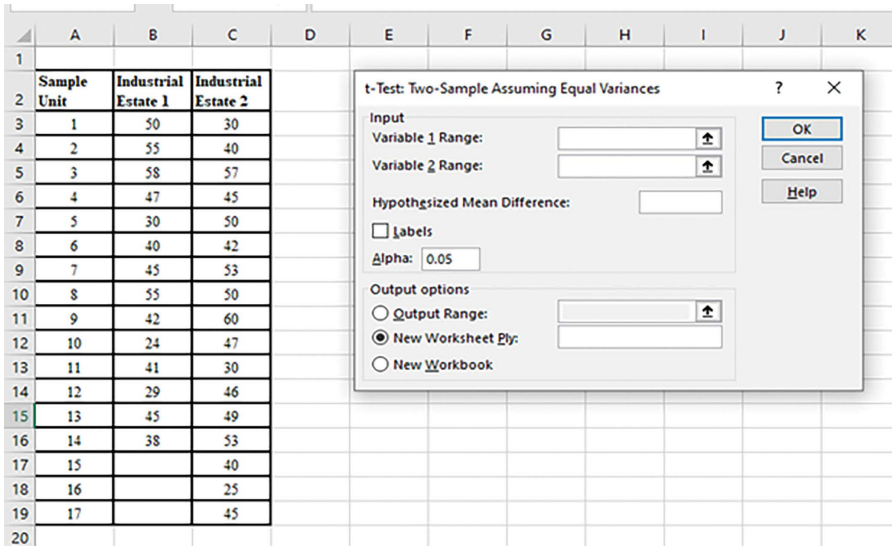 A B C D E F G H I J K
1
2 Sample Unit Industrial Estate 1 Industrial Estate 2
3 1 50 30
4 2 55 40
5 3 58 57
6 4 47 45
7 5 30 50
8 6 40 42
9 7 45 53
10 8 55 50
11 9 42 60
12 10 24 47
13 11 41 30
14 12 29 46
15 13 45 49
16 14 38 53
17 15 40
18 16 25
19 17 45
20
t-Test: Two-Sample Assuming Equal Variances ?
Input
Variable 1 Range:
Variable 2 Range:
Hypothesized Mean Difference:
Labels
Alpha: 0.05
Output options
Output Range:
New Worksheet Ply:
New Workbook
OK
Cancel
Help